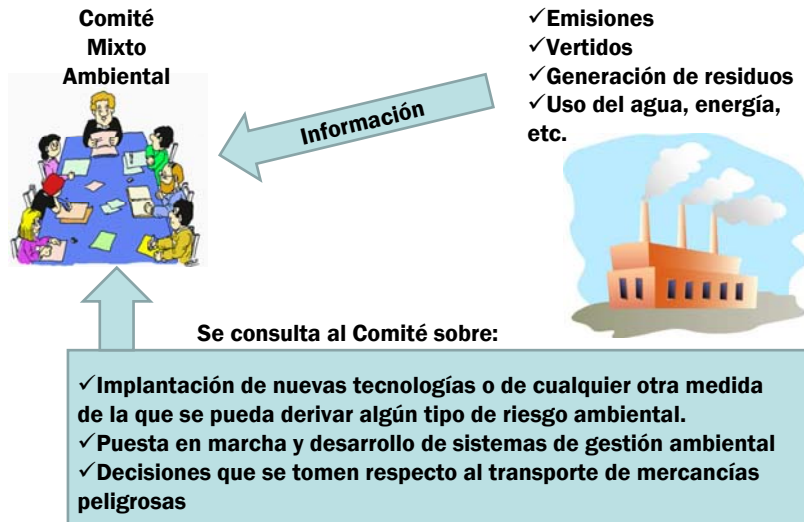 Comité
Mixto
Ambiental
Información
✓Emisiones
✓Vertidos
✓Generación de residuos
✓Uso del agua, energía,
etc.
Se consulta al Comité sobre:
✓Implantación de nuevas tecnologías o de cualquier otra medida
de la que se pueda derivar algún tipo de riesgo ambiental.
✓Puesta en marcha y desarrollo de sistemas de gestión ambiental
✓Decisiones que se tomen respecto al transporte de mercancías
peligrosas